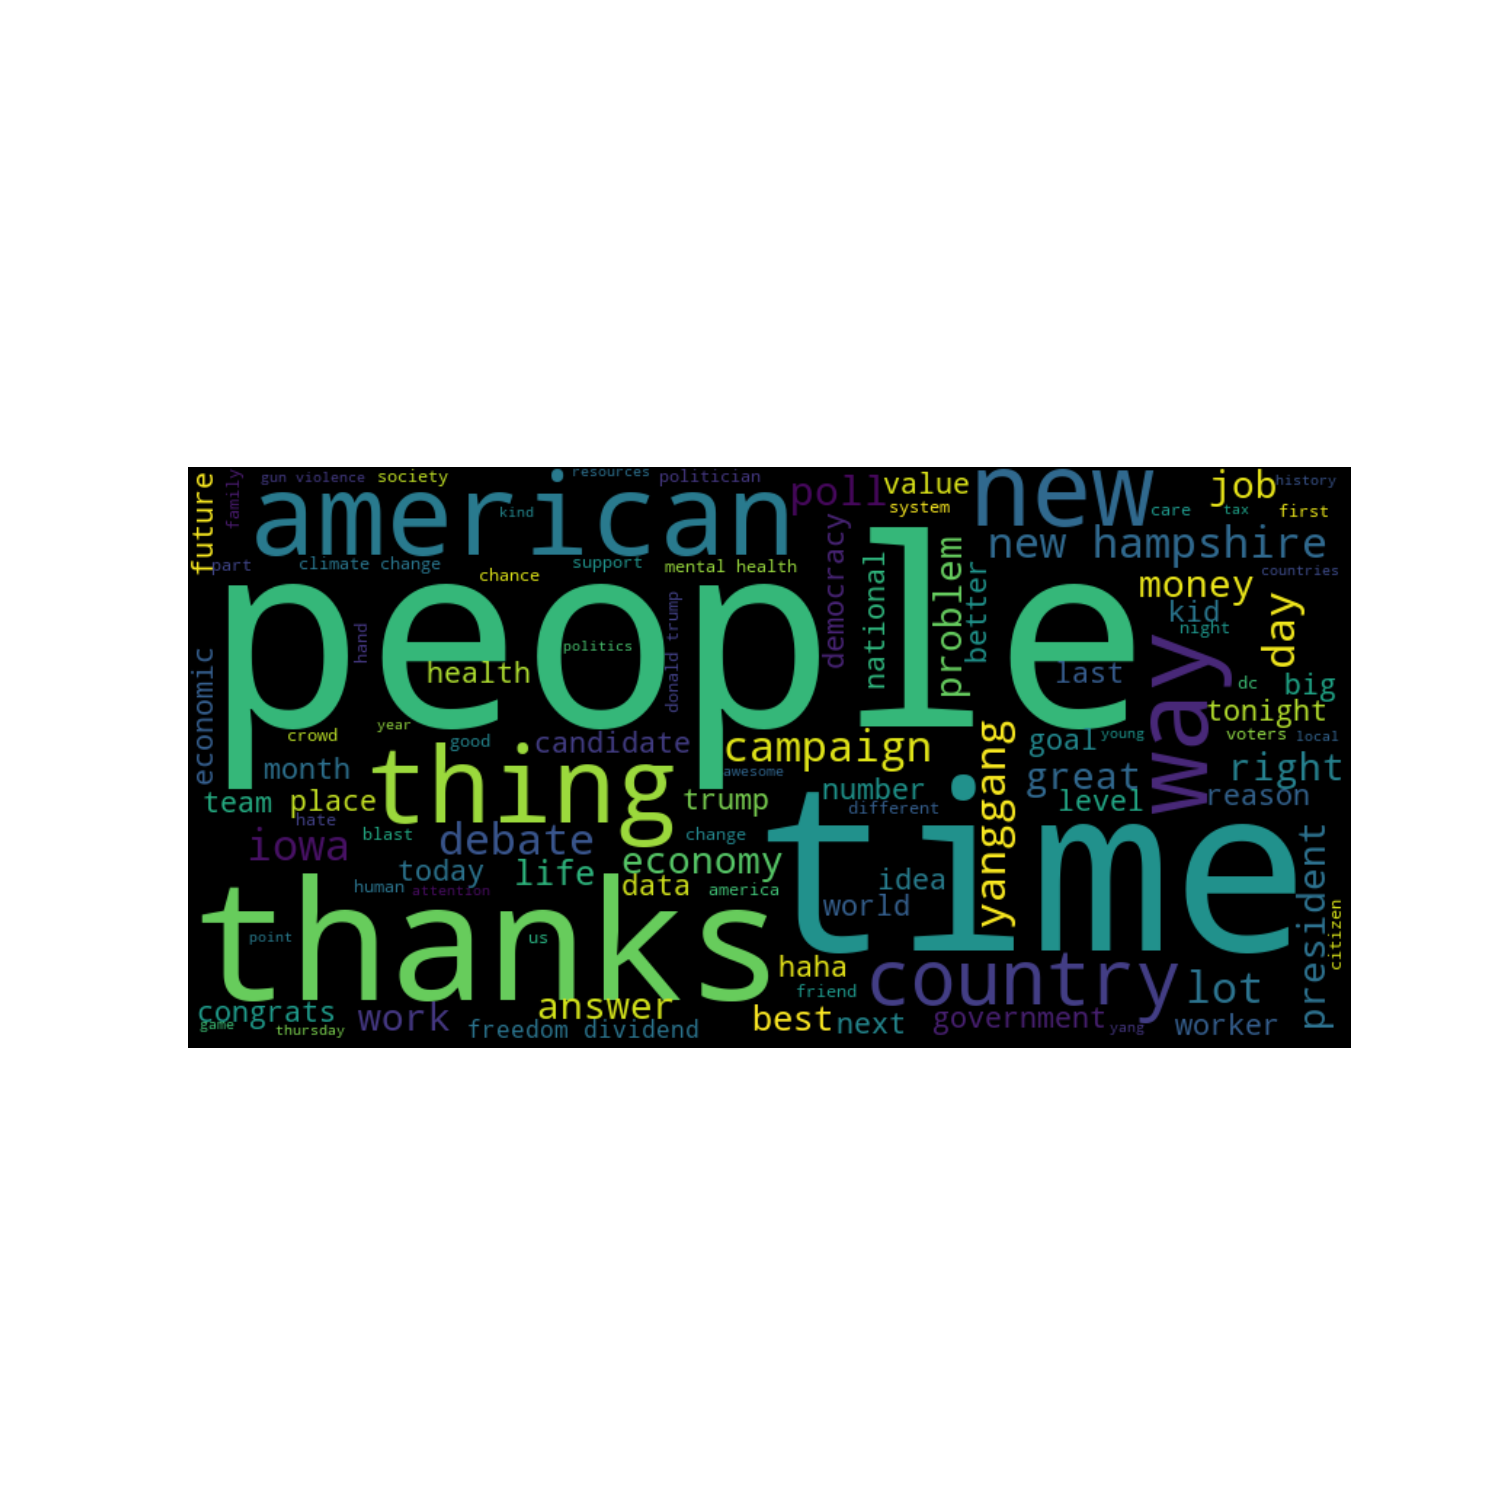 future
family
gun violence
society
resources
politician
poll
value
new
job
history
american
kind
system
care
tax
first
part
climate change
chance
support
mental health
democracy
national
problem
better
new hampshire
countries
money
people
kid
night
day
hand
politics
donald trump
health
last
way
dc
big
economic
tonight
crowd
year
good
candidate
campaign
yanggang
goal
young
voters
local
month
thing
awesome
great
right
team
place
trump
number
different
level
reason
hate
iowa
blast
debate
change
time
president
today
life
economy
human
attention
data
america
idea
world
thanks
point
us
citizen
haha
friend
country
lot
congrats
game
thursday
work
answer
freedom dividend
best
next
government
yang
worker